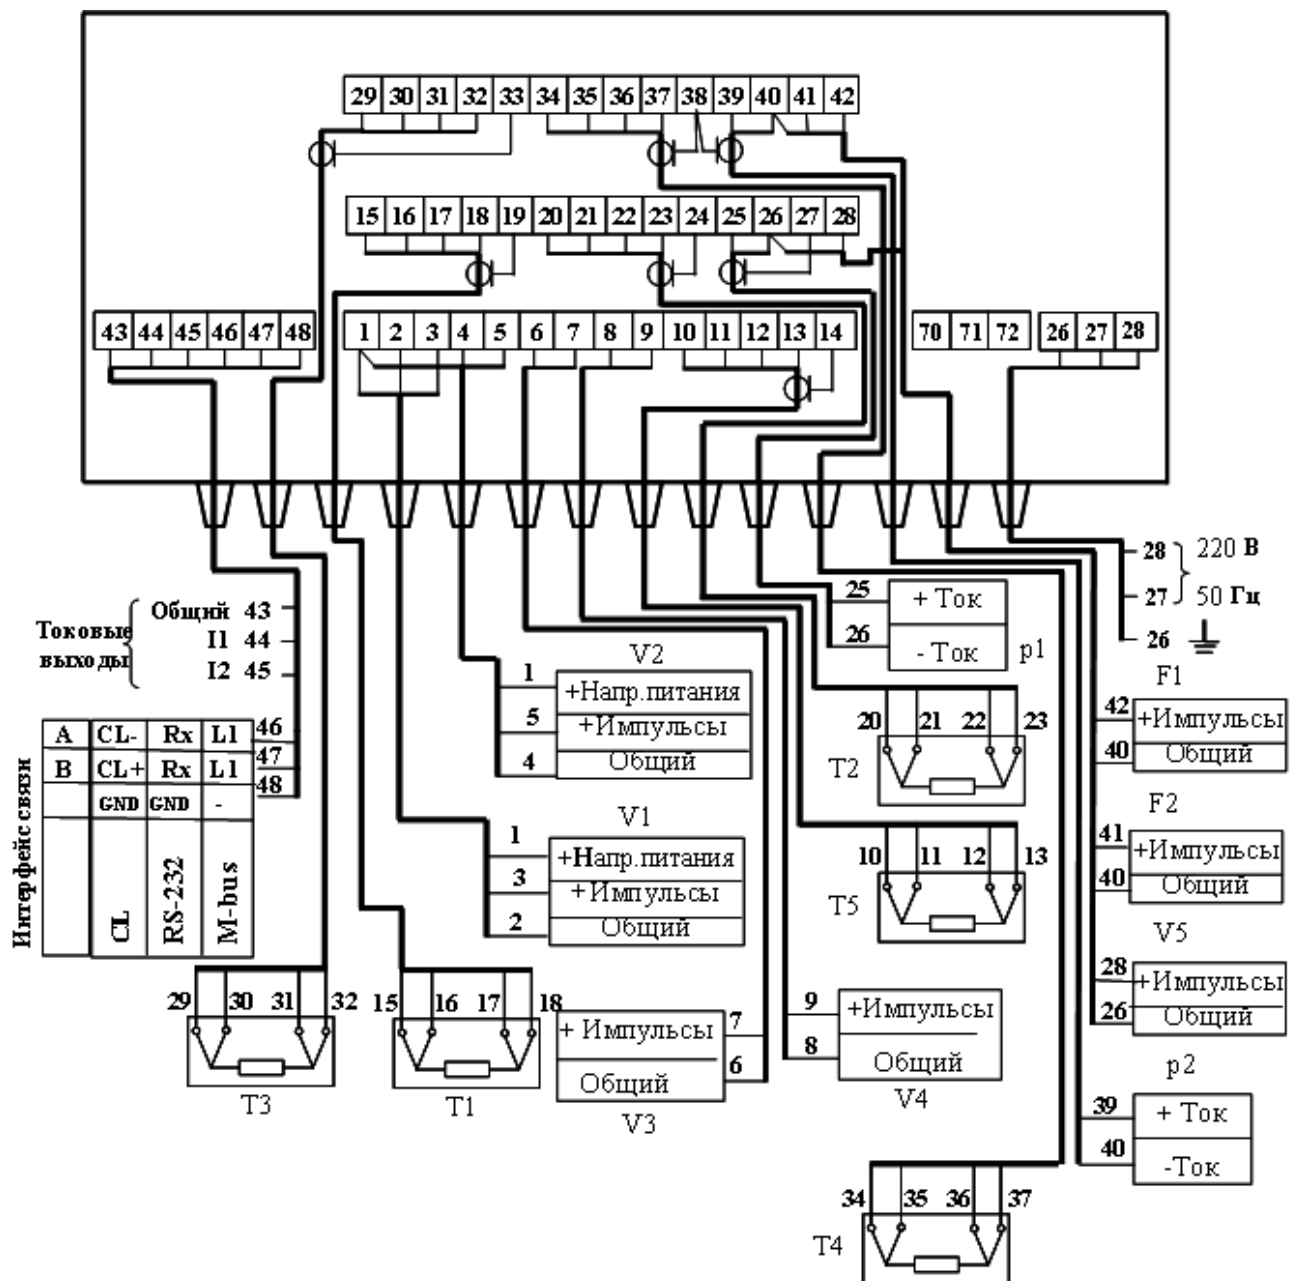 29 30 31 32 33 34 35 36 37 38 39 40 41 42
15 16 17 18 19 20 21 22 23 24 25 26 27 28
43 44 45 46 47 48
1 2 3 4 5 6 7 8 9 10 11 12 13 14
70 71 72
26 27 28
28 220 В
27 50 Гц
26
Токовые
выходы
Общий 43
I1 44
I2 45
Интерфейс связи
A CL- Rx L1 46
B CL+ Rx L1 47
GND GND - 48
CL
RS-232
M-bus
V2
1 +Напр.питания
5 +Импульсы
4 Общий
V1
1 +Напр.питания
3 +Импульсы
2 Общий
25 + Ток
26 - Ток
p1
20 21 22 23
T2
10 11 12 13
T5
F1
42 +Импульсы
40 Общий
F2
41 +Импульсы
40 Общий
V5
28 +Импульсы
26 Общий
p2
39 + Ток
40 -Ток
29 30 31 32
T3
15 16 17 18
T1
+ Импульсы 7
Общий 6
V3
9 +Импульсы
8 Общий
V4
34 35 36 37
T4